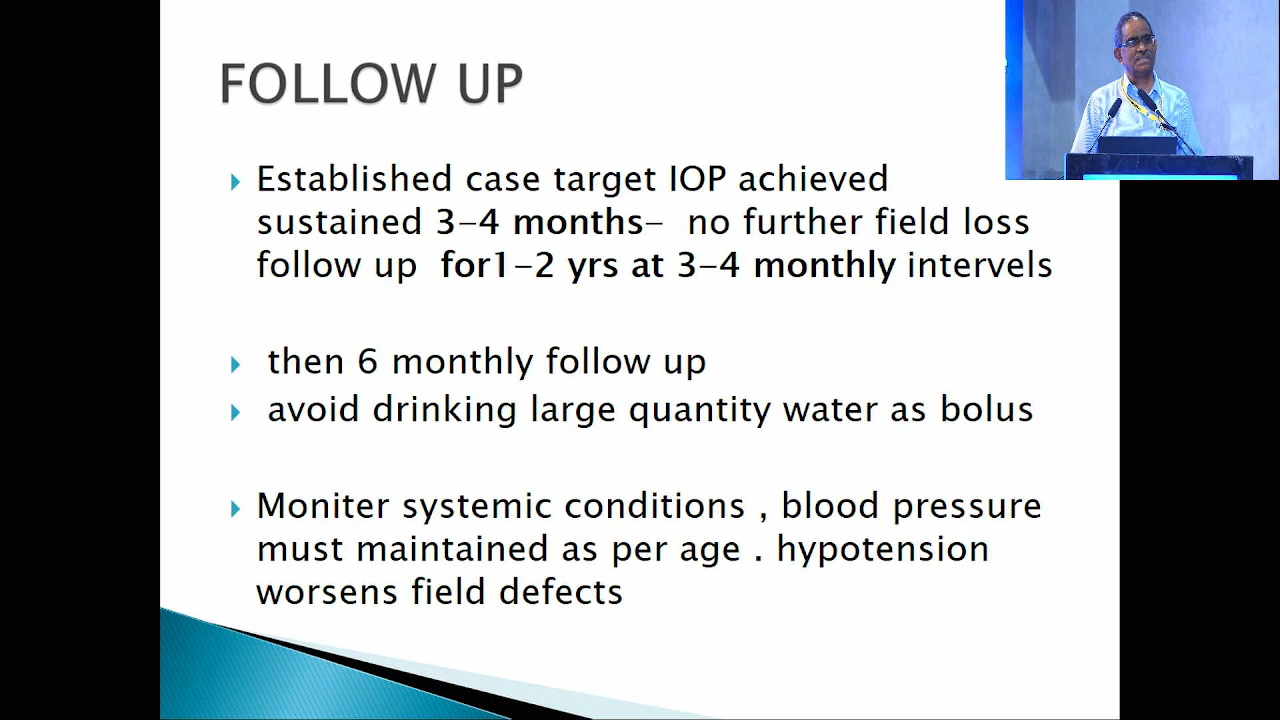 FOLLOW UP
Established case target IOP achieved
sustained 3-4 months- no further field loss
follow up for1-2 yrs at 3-4 monthly intervels
then 6 monthly follow up
avoid drinking large quantity water as bolus
Moniter systemic conditions , blood pressure
must maintained as per age . hypotension
worsens field defects